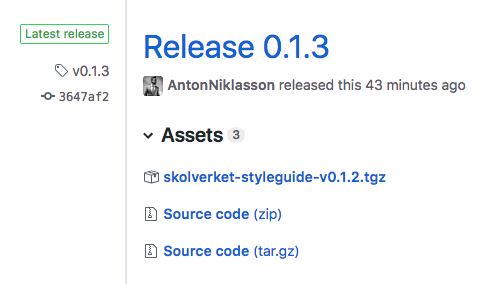 Latest release
v0.1.3
3647af2
Release 0.1.3
AntonNiklasson released this 43 minutes ago
Assets 3
skolverket-styleguide-v0.1.2.tgz
Source code (zip)
Source code (tar.gz)